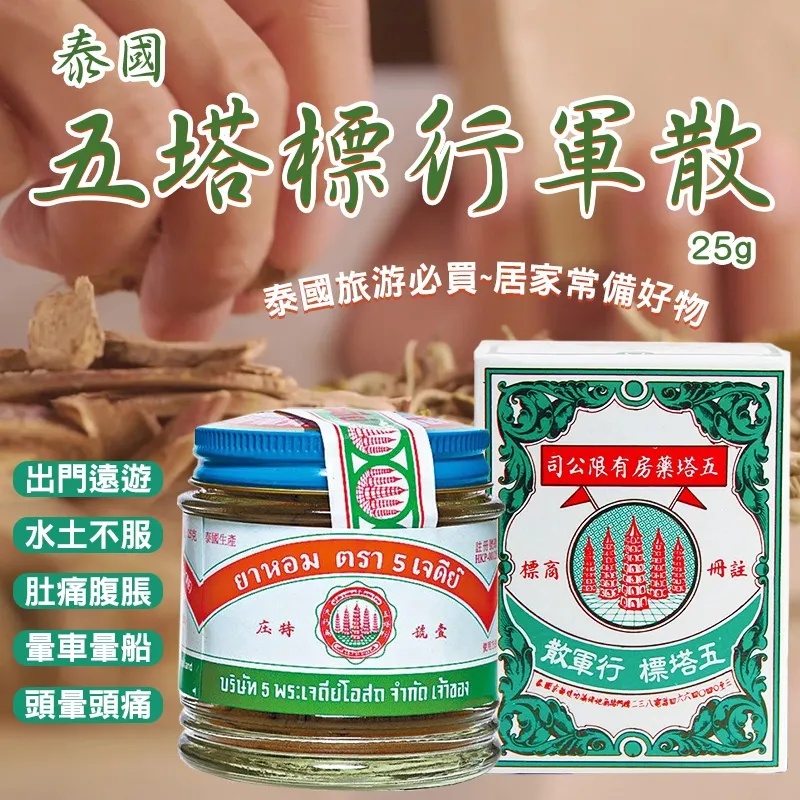 泰國
五塔標行軍散
25g
泰國旅游必買~居家常備好物
出門遠遊
水土不服
肚痛腹脹
暈車暈船
頭暈頭痛
泰國生產
ยาหอม ตรา 5 เจดีย์
庄特 號壹
บริษัท 5 พระเจดีย์โอสถ จำกัด เจ้าของ
司公限有房藥塔五
標商 冊註
散軍行 標塔五